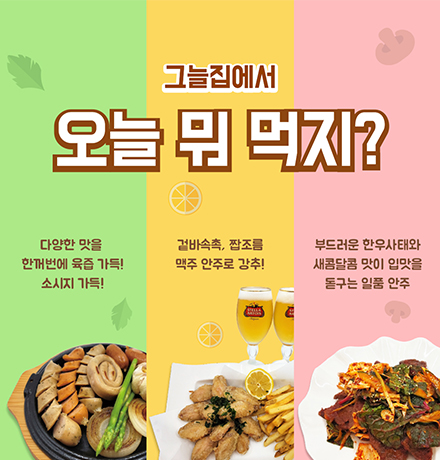 그늘집에서
오늘 뭐 먹지?
다양한 맛을
한꺼번에 육즙 가득!
소시지 가득!
겉바속촉, 짭조름
맥주 안주로 강추!
부드러운 한우사태와
새콤달콤 맛이 입맛을
돋구는 일품 안주
STELLA
ARTOIS